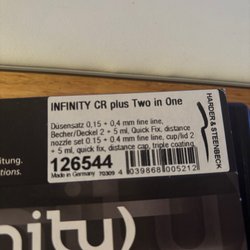 INFINITY CR plus Two in One
Düsensatz 0,15 + 0,4 mm fine line,
Becher/Deckel 2 + 5 ml, Quick Fix, distance
nozzle set 0.15 + 0.4 mm fine line, cup/lid 2
+ 5 ml, quick fix, distance cap, triple coating
126544
Made in Germany 70309
4 039868 005212
HARDER & STEENBECK
itung.
tions.
nity)